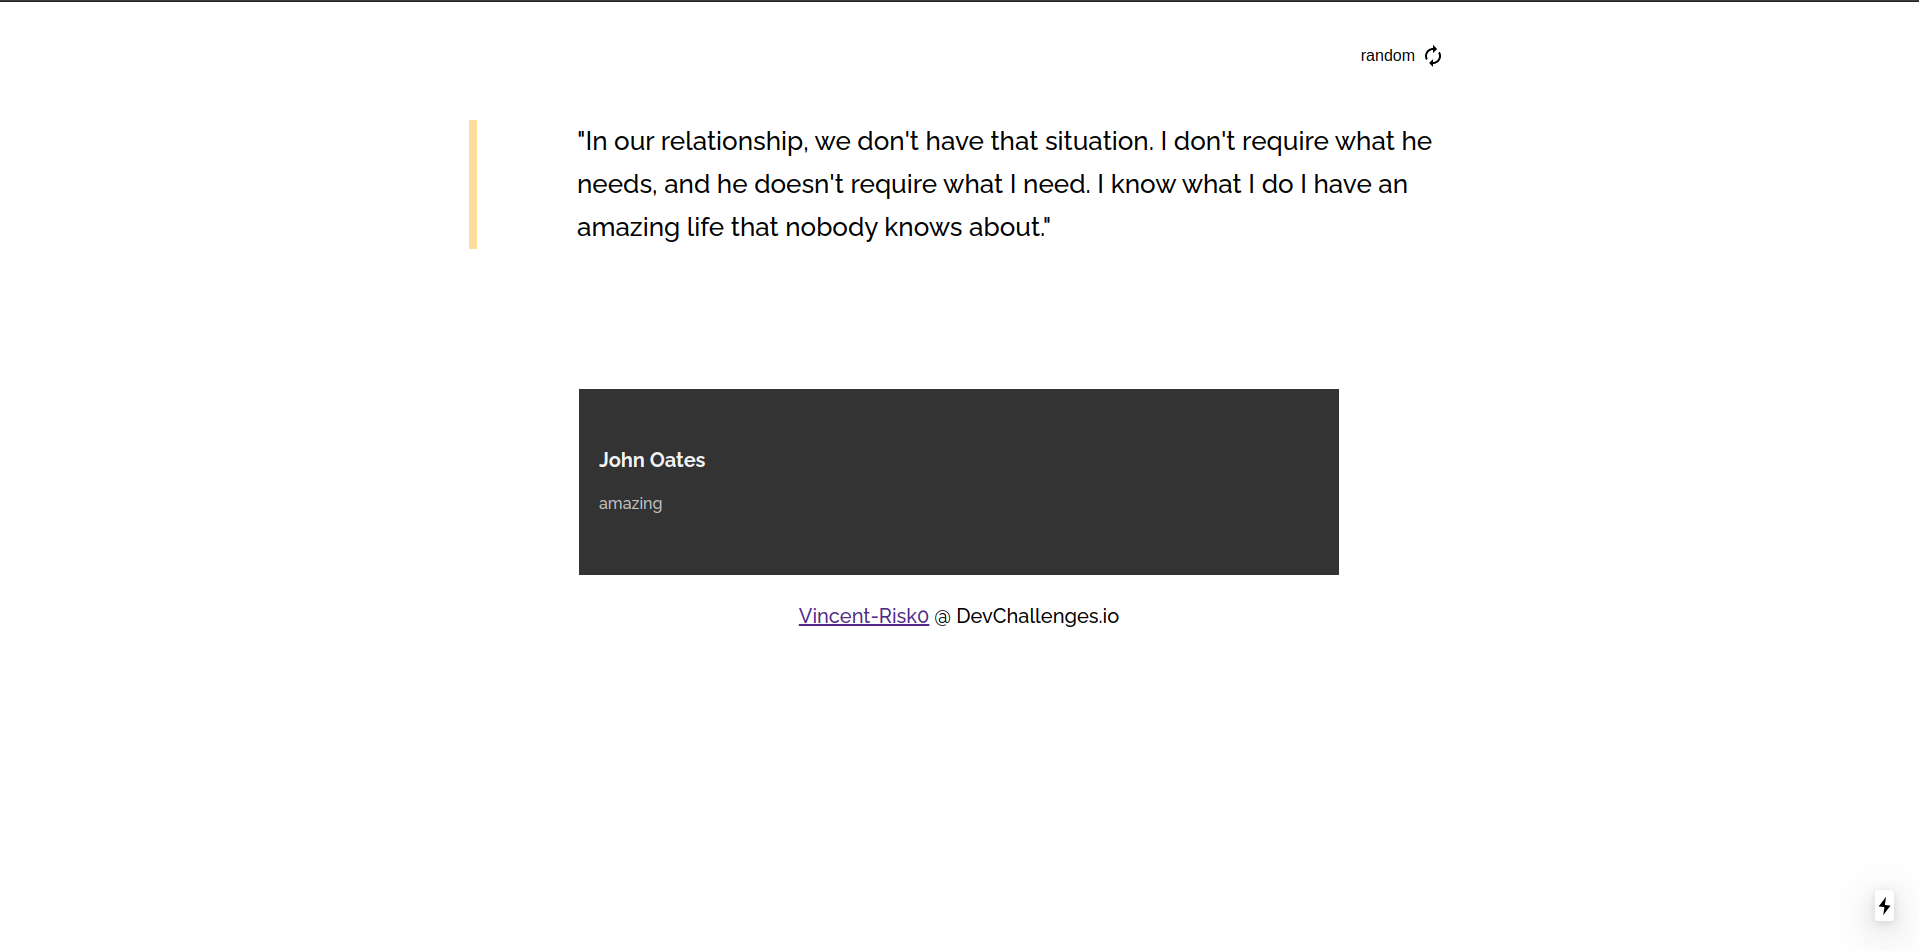 random
"In our relationship, we don't have that situation. I don't require what he
needs, and he doesn't require what I need. I know what I do I have an
amazing life that nobody knows about."
John Oates
amazing
Vincent-Risk0 @ DevChallenges.io